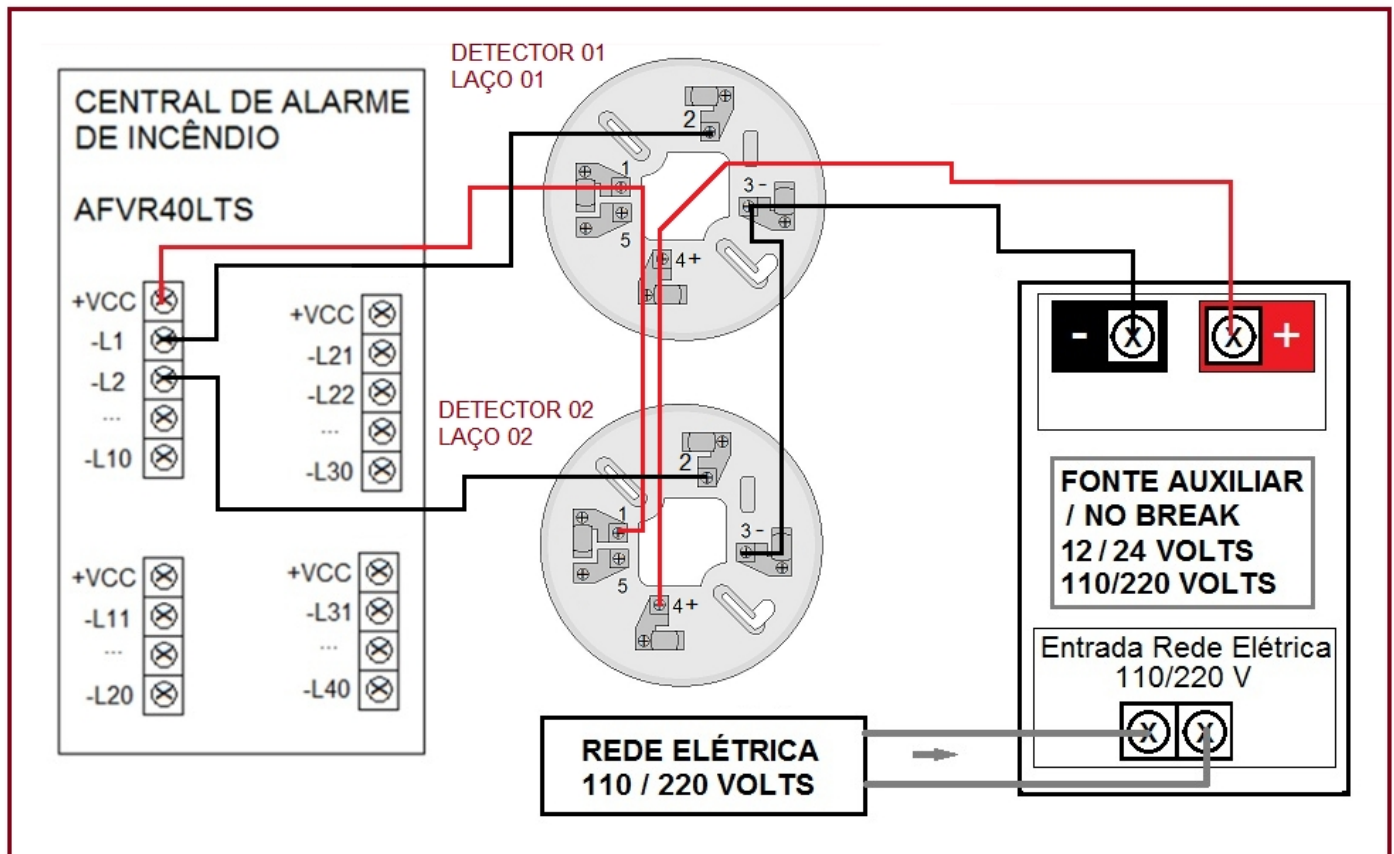 DETECTOR 01
LAÇO 01
CENTRAL DE ALARME
DE INCÊNDIO
AFVR40LTS
+VCC
-L1
-L2
...
-L10
+VCC
-L21
-L22
...
-L30
+VCC
-L11
...
-L20
+VCC
-L31
...
-L40
2
1
3 -
5
4+
DETECTOR 02
LAÇO 02
2
1
3 -
5
4+
- X
X +
FONTE AUXILIAR
/ NO BREAK
12 / 24 VOLTS
110/220 VOLTS
Entrada Rede Elétrica
110/220 V
X X
REDE ELÉTRICA
110 / 220 VOLTS